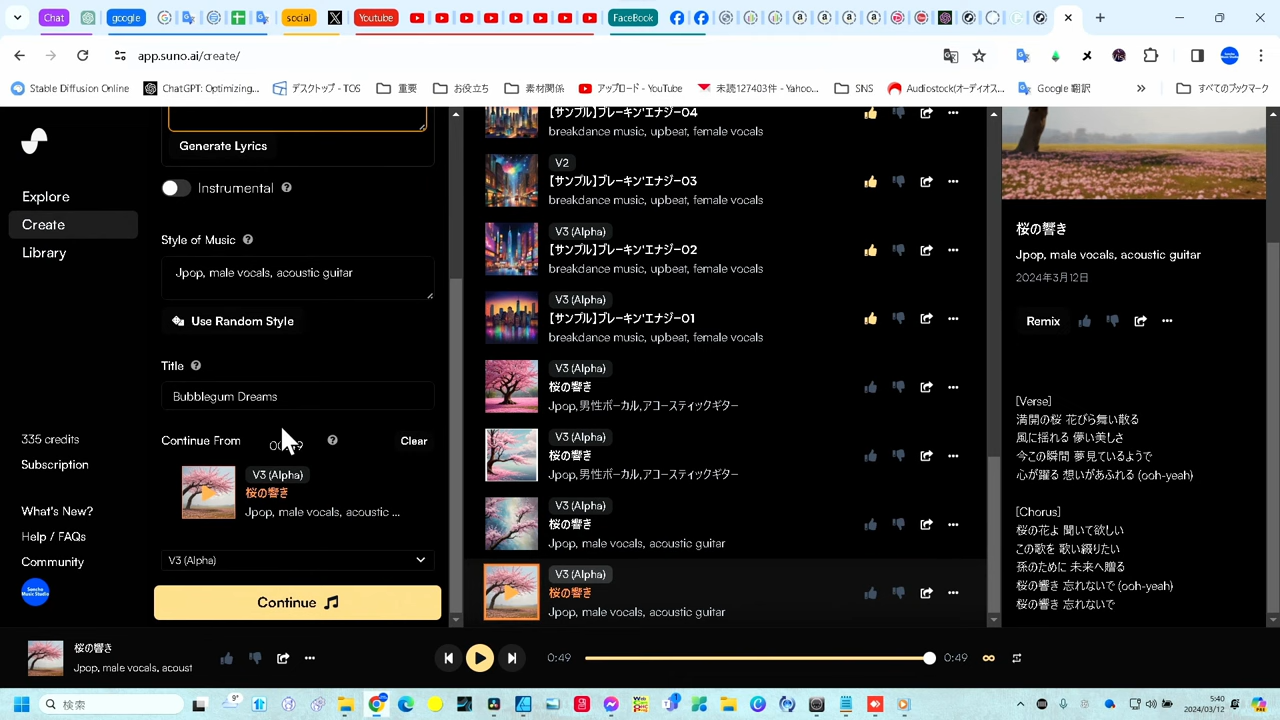 Chat
google
social
Youtube
FaceBook
app.suno.ai/create/
Stable Diffusion Online
ChatGPT: Optimizing...
デスクトップ - TOS
重要
お役立ち
素材関係
アップロード - YouTube
未読127403件 - Yahoo...
SNS
Audiostock(オーディオス...
Google 翻訳
»
すべてのブックマーク
Explore
Create
Library
335 credits
Subscription
What's New?
Help / FAQs
Community
Generate Lyrics
Instrumental
Style of Music
Jpop, male vocals, acoustic guitar
Use Random Style
Title
Bubblegum Dreams
Continue From
Clear
V3 (Alpha)
桜の響き
Jpop, male vocals, acoustic ...
V3 (Alpha)
Continue
【サンプル】ブレーキン'エナジー04
breakdance music, upbeat, female vocals
V2
【サンプル】ブレーキン'エナジー03
breakdance music, upbeat, female vocals
V3 (Alpha)
【サンプル】ブレーキン'エナジー02
breakdance music, upbeat, female vocals
V3 (Alpha)
【サンプル】ブレーキン'エナジー01
breakdance music, upbeat, female vocals
V3 (Alpha)
桜の響き
Jpop,男性ボーカル,アコースティックギター
V3 (Alpha)
桜の響き
Jpop,男性ボーカル,アコースティックギター
V3 (Alpha)
桜の響き
Jpop, male vocals, acoustic guitar
V3 (Alpha)
桜の響き
Jpop, male vocals, acoustic guitar
桜の響き
Jpop, male vocals, acoustic guitar
2024年3月12日
Remix
[Verse]
満開の桜 花びら舞い散る
風に揺れる 儚い美しさ
今この瞬間 夢見ているようで
心が躍る 想いがあふれる (ooh-yeah)
[Chorus]
桜の花よ 聞いて欲しい
この歌を 歌い綴りたい
孫のために 未来へ贈る
桜の響き 忘れないで (ooh-yeah)
桜の響き 忘れないで
桜の響き
Jpop, male vocals, acoust
0:49
0:49
検索
9°
5:40
2024/03/12